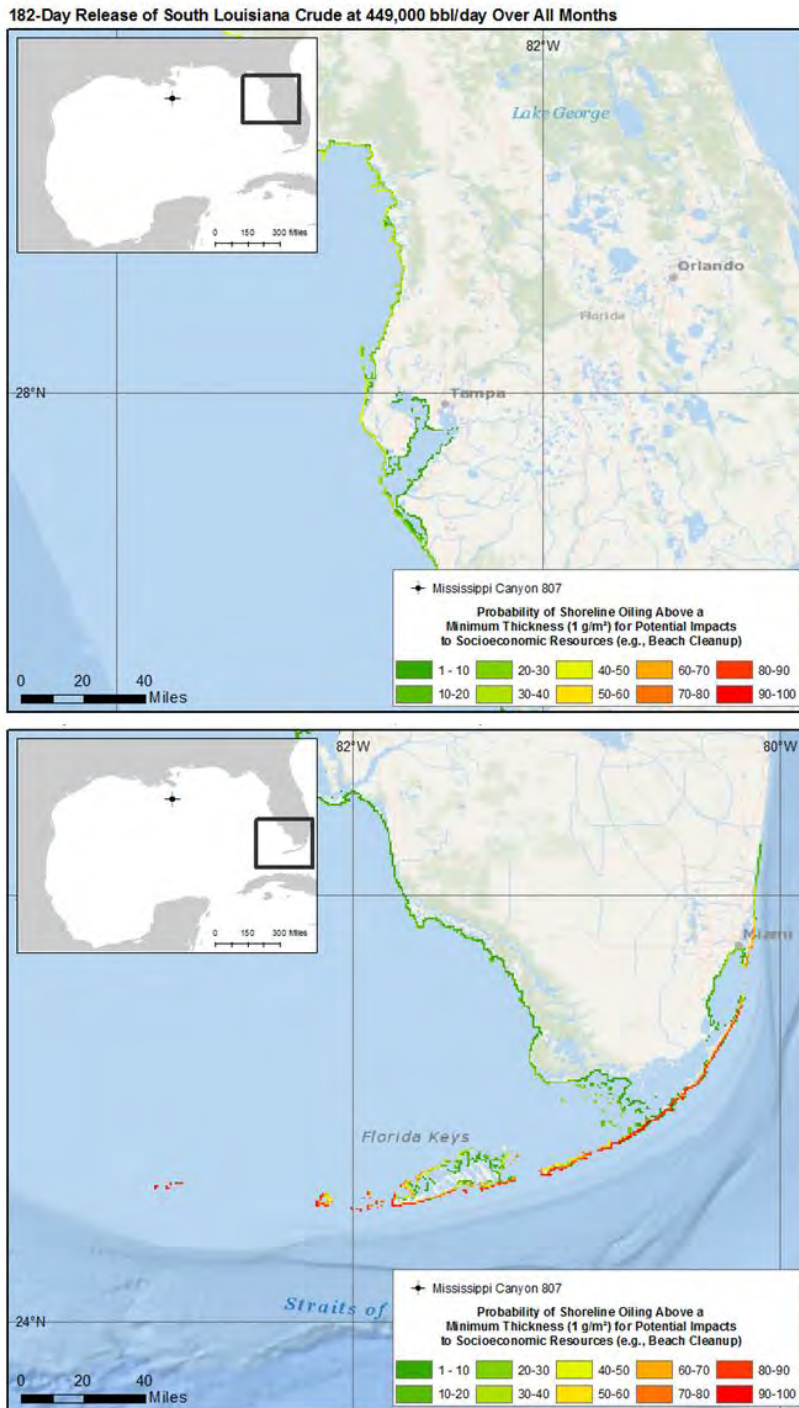 182-Day Release of South Louisiana Crude at 449,000 bbl/day Over All Months
82°W
Lake George
0 150 300 Miles
Orlando
Florida
28°N
Tampa
Mississippi Canyon 807
Probability of Shoreline Oiling Above a
Minimum Thickness (1 g/m²) for Potential Impacts
to Socioeconomic Resources (e.g., Beach Cleanup)
1 - 10 20-30 40-50 60-70 80-90
10-20 30-40 50-60 70-80 90-100
0 20 40
Miles
82°W
80°W
0 150 300 Miles
Miami
Florida Keys
Straits of
24°N
Mississippi Canyon 807
Probability of Shoreline Oiling Above a
Minimum Thickness (1 g/m²) for Potential Impacts
to Socioeconomic Resources (e.g., Beach Cleanup)
1 - 10 20-30 40-50 60-70 80-90
10-20 30-40 50-60 70-80 90-100
0 20 40
Miles